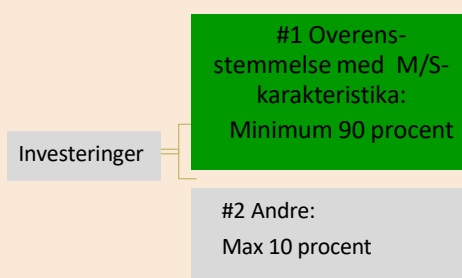 Investeringer
#1 Overens-
stemmelse med M/S-
karakteristika:
Minimum 90 procent
#2 Andre:
Max 10 procent